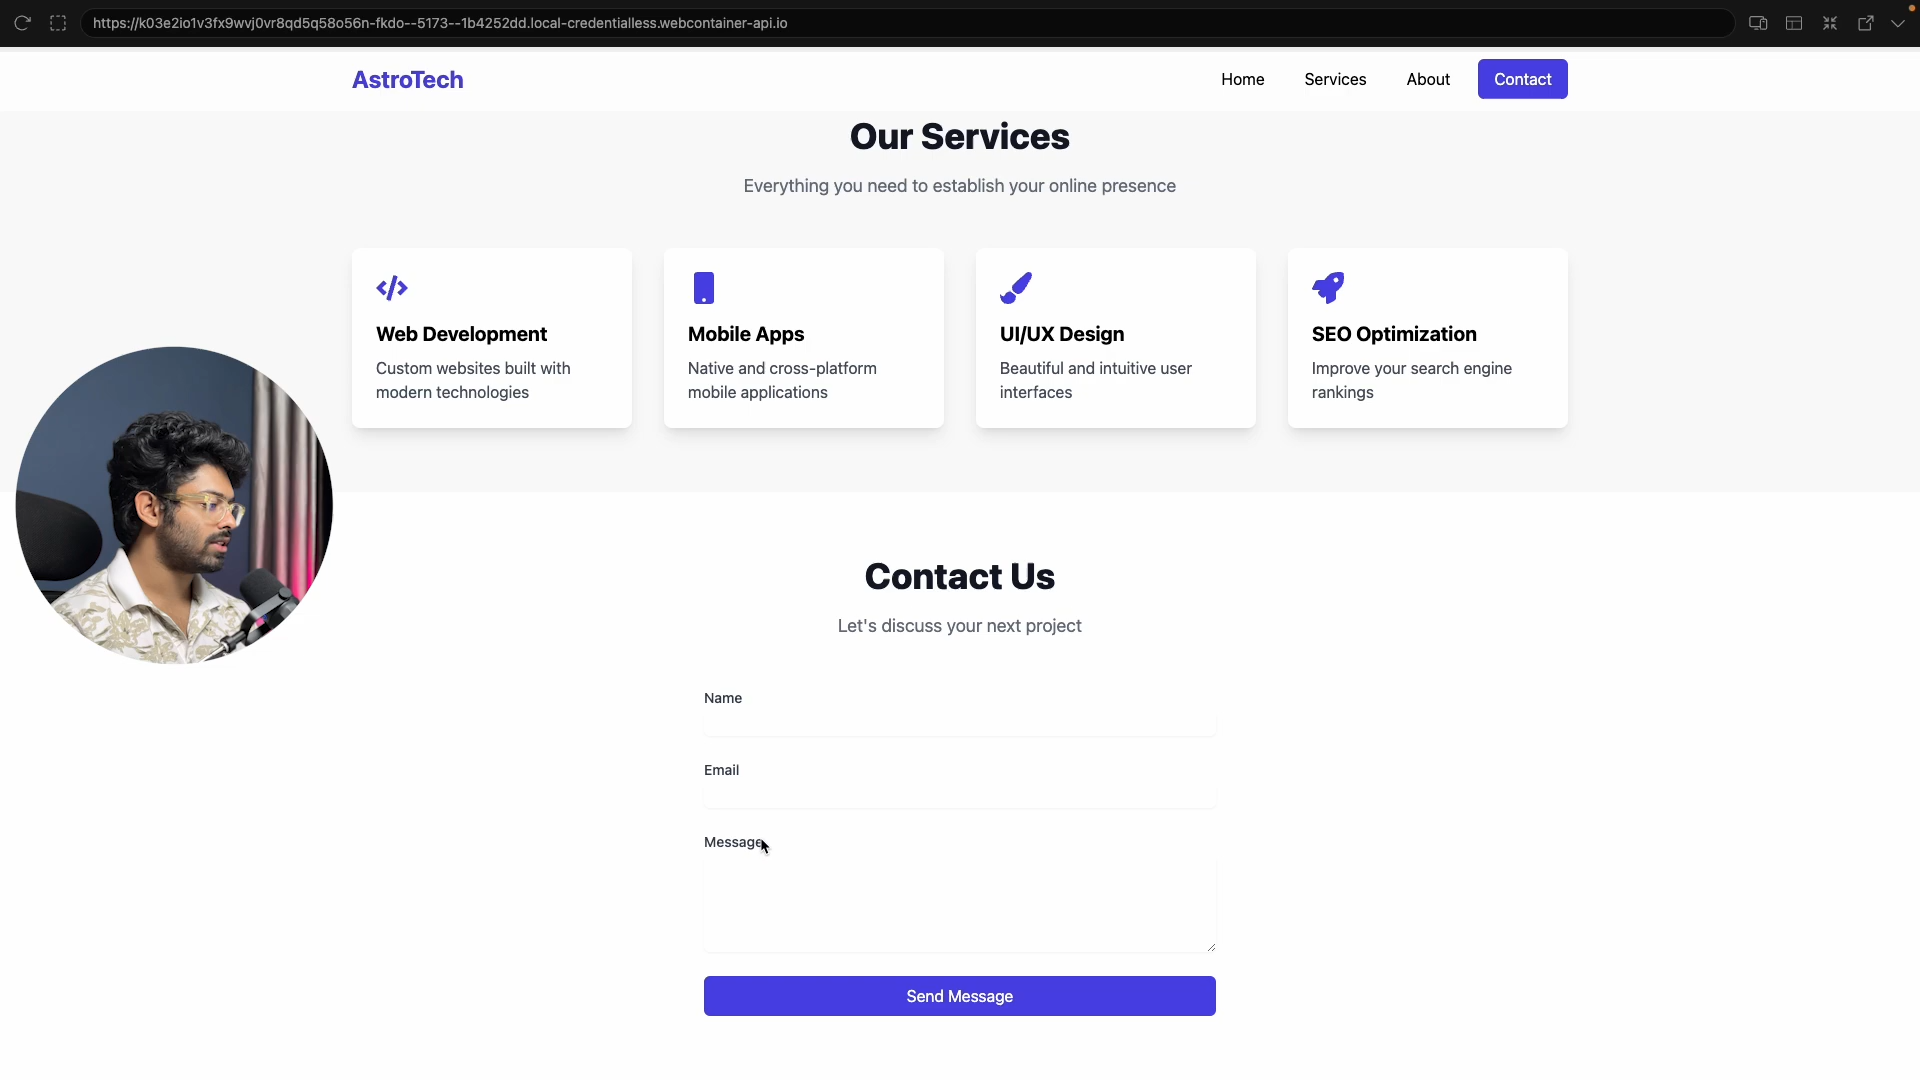 https://k03e2io1v3fx9wvj0vr8qd5q58o56n-fkdo--5173--1b4252dd.local-credentialless.webcontainer-api.io
AstroTech
Home
Services
About
Contact
Our Services
Everything you need to establish your online presence
Web Development
Custom websites built with
modern technologies
Mobile Apps
Native and cross-platform
mobile applications
UI/UX Design
Beautiful and intuitive user
interfaces
SEO Optimization
Improve your search engine
rankings
Contact Us
Let's discuss your next project
Name
Email
Message
Send Message